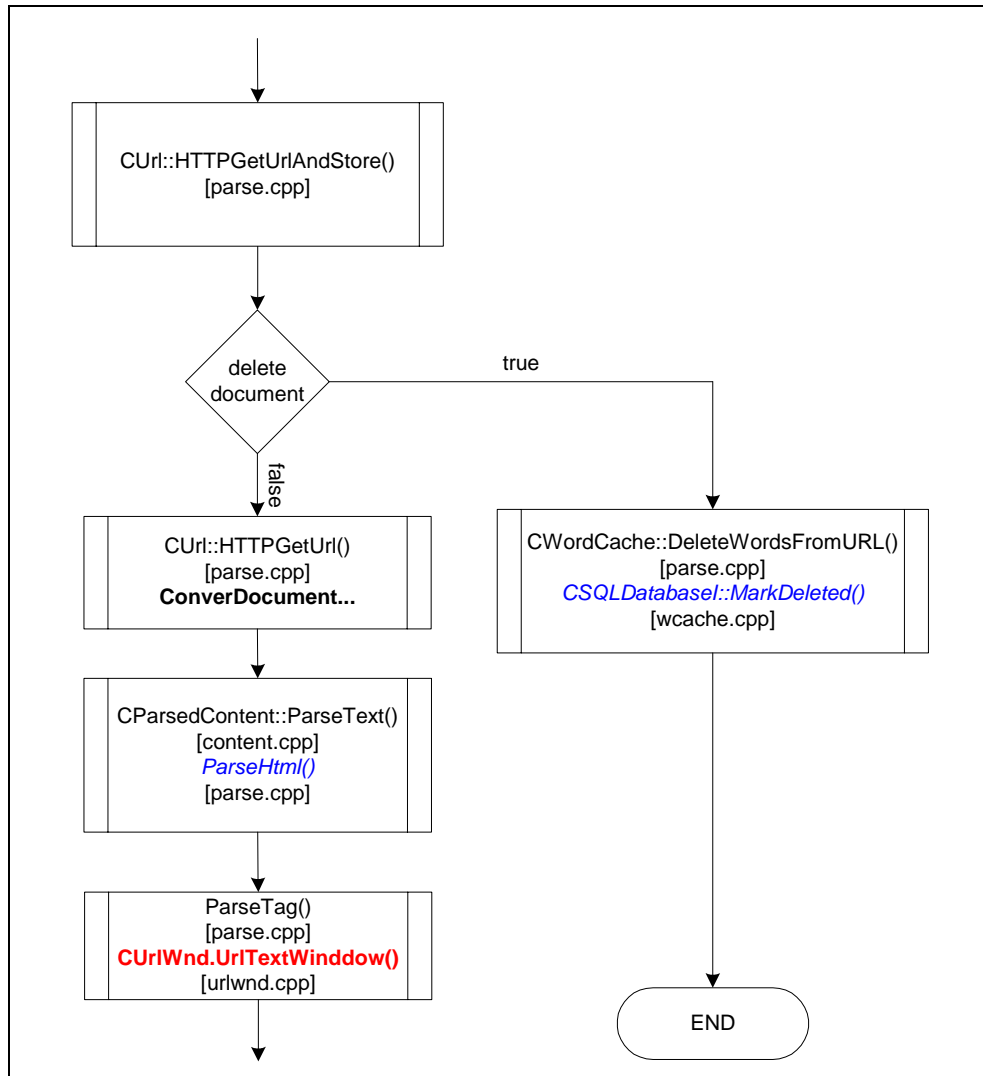 CUrl::HTTPGetUrlAndStore()
[parse.cpp]
delete
document
true
false
CUrl::HTTPGetUrl()
[parse.cpp]
ConverDocument...
CWordCache::DeleteWordsFromURL()
[parse.cpp]
CSQLDatabaseI::MarkDeleted()
[wcache.cpp]
CParsedContent::ParseText()
[content.cpp]
ParseHtml()
[parse.cpp]
ParseTag()
[parse.cpp]
CUrlWnd.UrlTextWinddow()
[urlwnd.cpp]
END